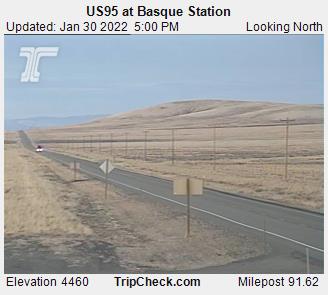 US95 at Basque Station
Updated: Jan 30 2022 5:00 PM Looking North
Elevation 4460 TripCheck.com Milepost 91.62